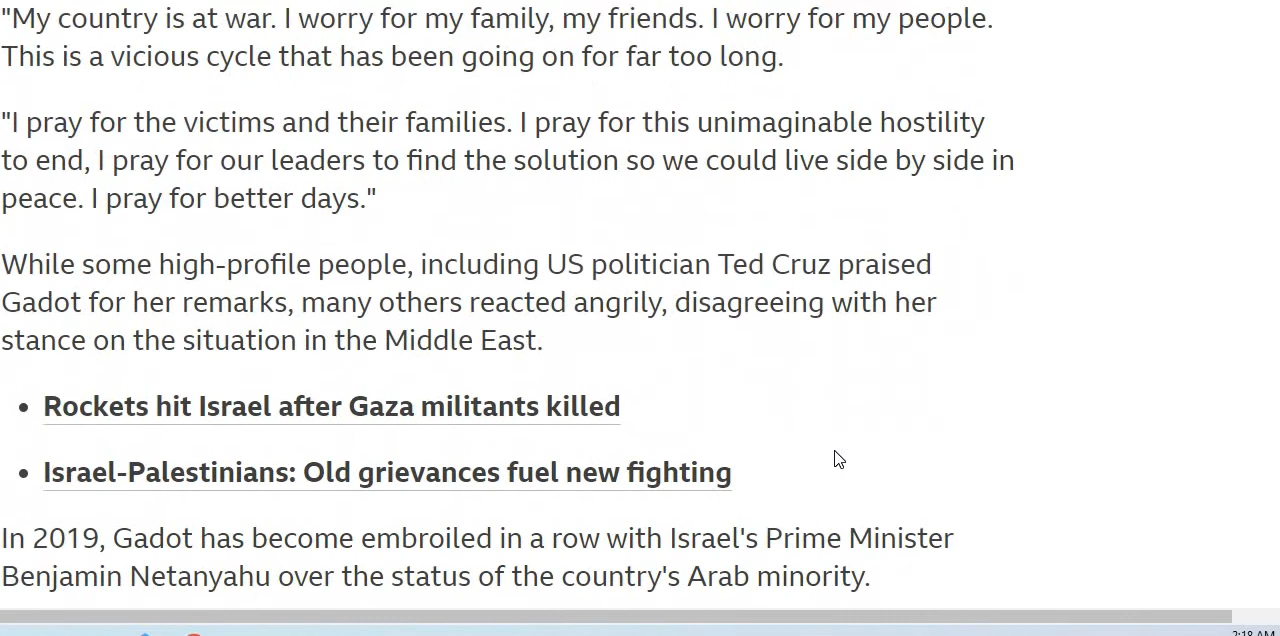 "My country is at war. I worry for my family, my friends. I worry for my people.
This is a vicious cycle that has been going on for far too long.
"I pray for the victims and their families. I pray for this unimaginable hostility
to end, I pray for our leaders to find the solution so we could live side by side in
peace. I pray for better days."
While some high-profile people, including US politician Ted Cruz praised
Gadot for her remarks, many others reacted angrily, disagreeing with her
stance on the situation in the Middle East.
• Rockets hit Israel after Gaza militants killed
• Israel-Palestinians: Old grievances fuel new fighting
In 2019, Gadot has become embroiled in a row with Israel's Prime Minister
Benjamin Netanyahu over the status of the country's Arab minority.
2:18 AM